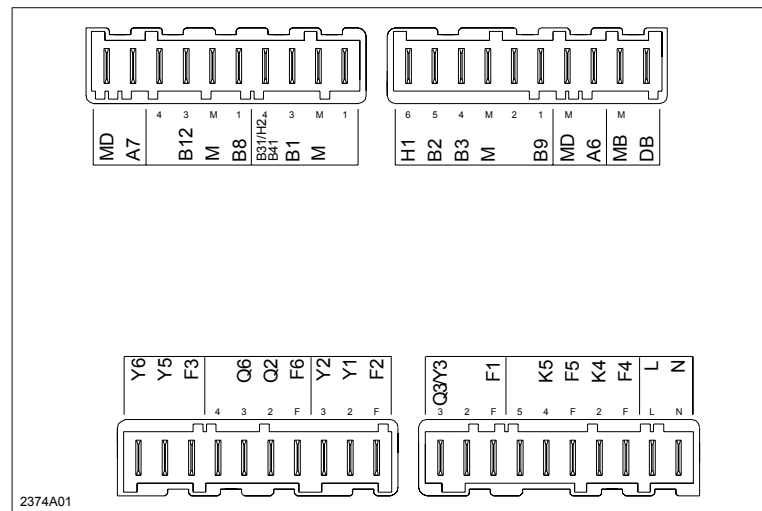 4 3 M 1 4 3 M 1
MD A7 B12 M B8 B31/H2 B41 B1 M
6 5 4 M 2 1 M M
H1 B2 B3 M B9 MD A6 MB DB
Y6 Y5 F3 Q6 Q2 F6 Y2 Y1 F2
4 3 2 F 3 2 F
Q3/Y3 F1 K5 F5 K4 F4 L N
3 2 F 5 4 F 2 F L N
2374A01